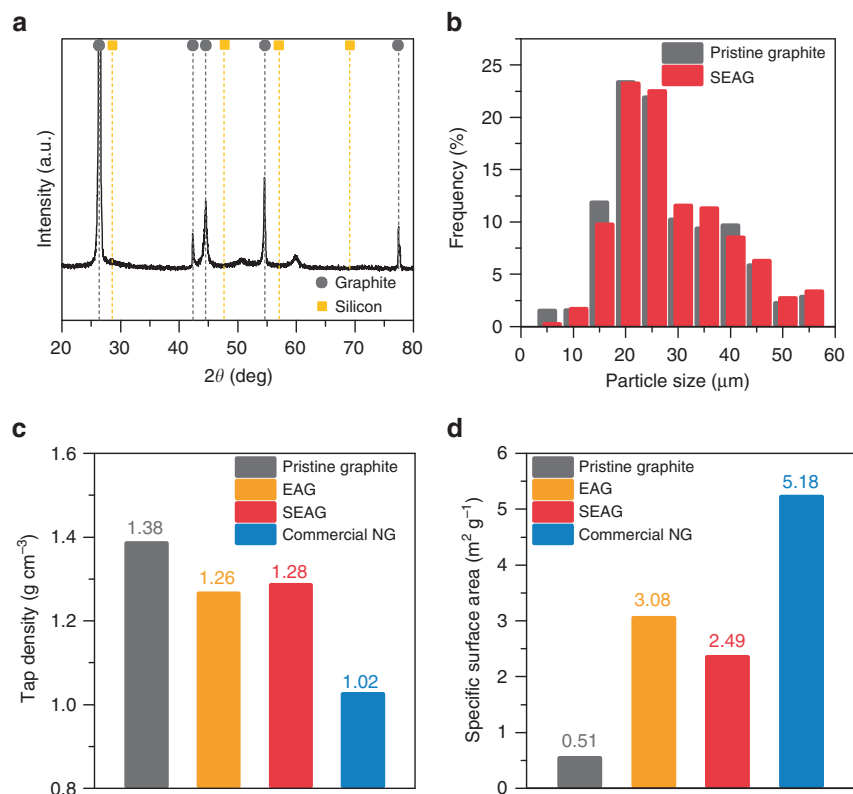 a
Intensity (a.u.)
Graphite
Silicon
20 30 40 50 60 70 80
2θ (deg)
b
Pristine graphite
SEAG
25
20
15
10
5
0
Frequency (%)
0 10 20 30 40 50 60
Particle size (μm)
c
1.6
1.4
1.2
1.0
0.8
Tap density (g cm⁻³)
Pristine graphite
EAG
SEAG
Commercial NG
1.38
1.26
1.28
1.02
d
6
5
4
3
2
1
0
Specific surface area (m² g⁻¹)
Pristine graphite
EAG
SEAG
Commercial NG
0.51
3.08
2.49
5.18